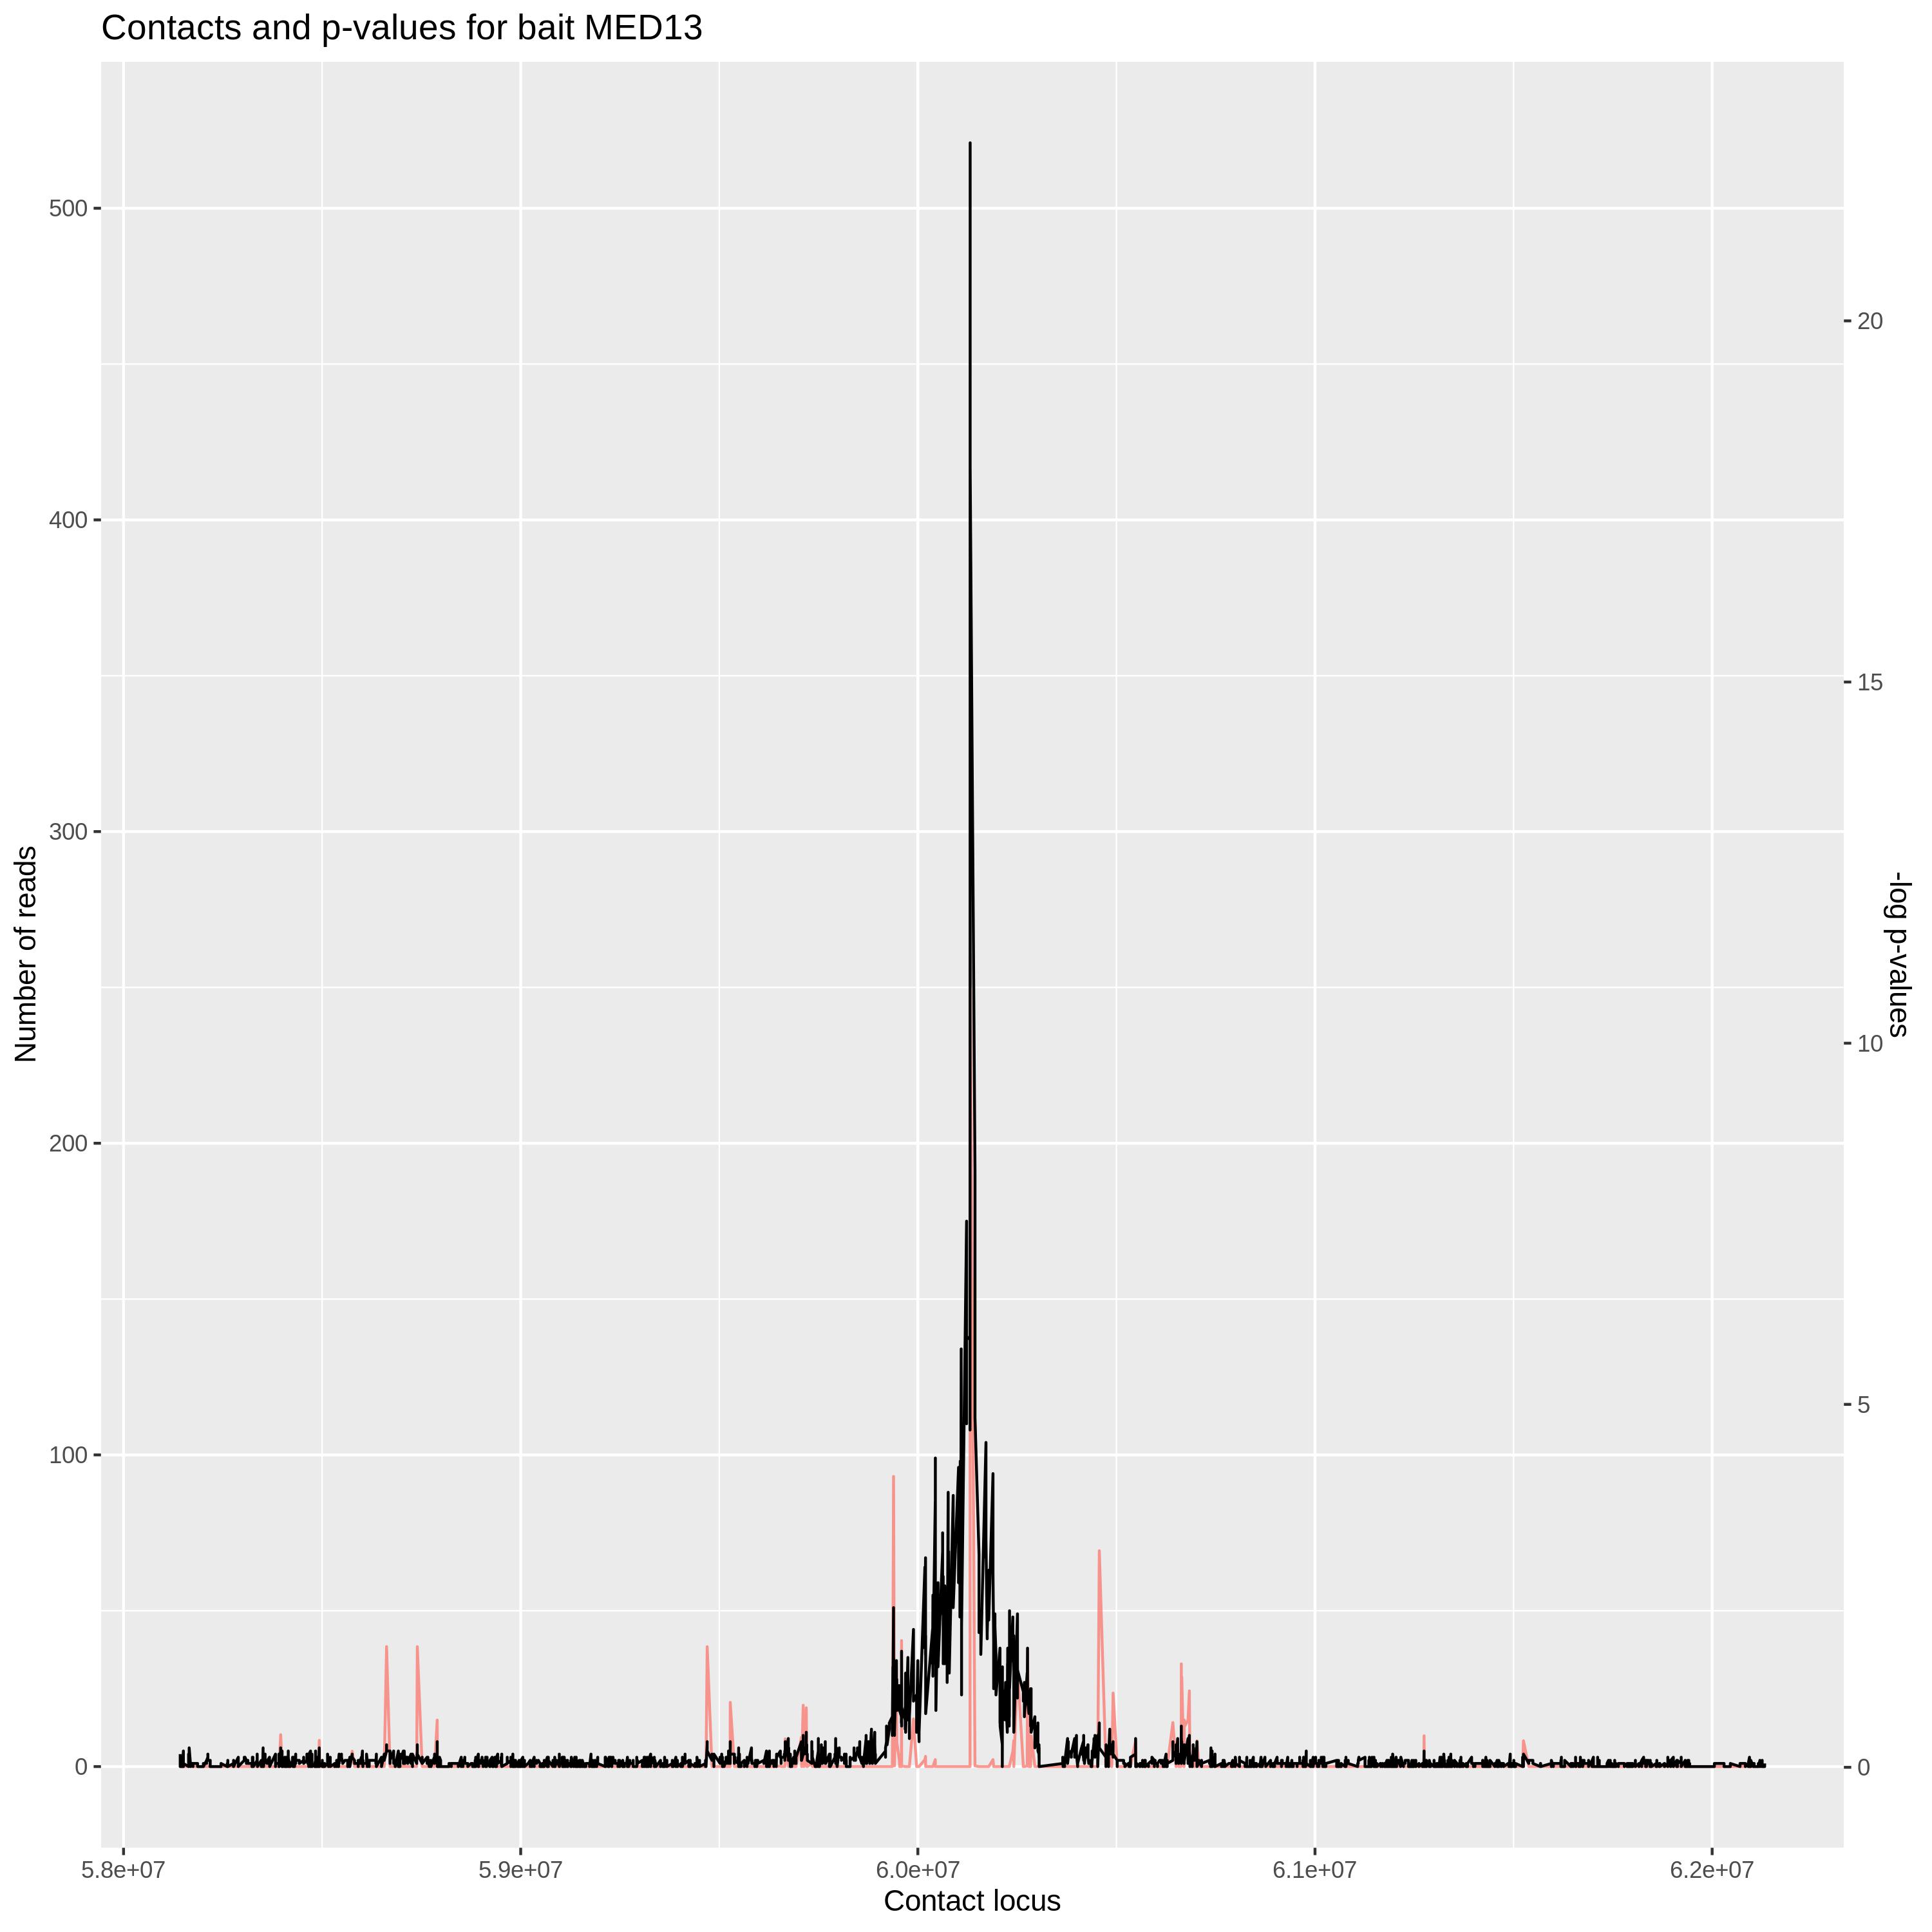 Contacts and p-values for bait MED13
Number of reads
500
400
300
200
100
0
20
15
10
5
0
-log p-values
5.8e+07
5.9e+07
6.0e+07
6.1e+07
6.2e+07
Contact locus